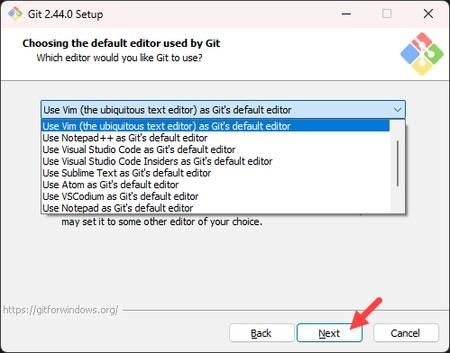 Git 2.44.0 Setup
Choosing the default editor used by Git
Which editor would you like Git to use?
Use Vim (the ubiquitous text editor) as Git's default editor
Use Vim (the ubiquitous text editor) as Git's default editor
Use Notepad++ as Git's default editor
Use Visual Studio Code as Git's default editor
Use Visual Studio Code Insiders as Git's default editor
Use Sublime Text as Git's default editor
Use Atom as Git's default editor
Use VSCodium as Git's default editor
Use Notepad as Git's default editor
may set it to some other editor of your choice.
https://gitforwindows.org/
Back
Next
Cancel